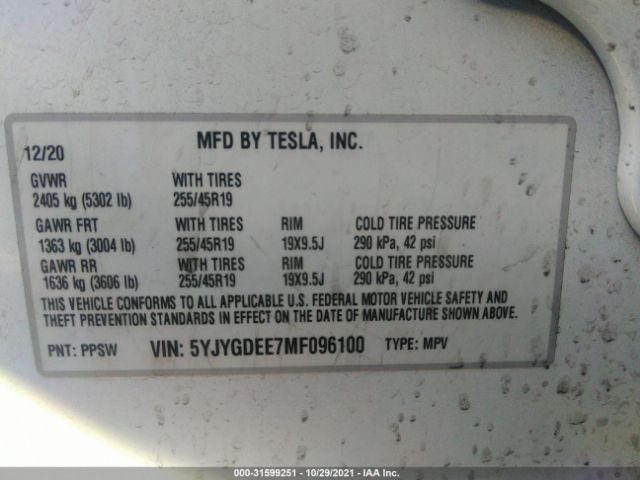 12/20 MFD BY TESLA, INC.
GVWR WITH TIRES
2405 kg (5302 lb) 255/45R19
GAWR FRT WITH TIRES RIM COLD TIRE PRESSURE
1363 kg (3004 lb) 255/45R19 19X9.5J 290 kPa, 42 psi
GAWR RR WITH TIRES RIM COLD TIRE PRESSURE
1636 kg (3606 lb) 255/45R19 19X9.5J 290 kPa, 42 psi
THIS VEHICLE CONFORMS TO ALL APPLICABLE U.S. FEDERAL MOTOR VEHICLE SAFETY AND
THEFT PREVENTION STANDARDS IN EFFECT ON THE DATE OF MANUFACTURE SHOWN ABOVE.
PNT: PPSW VIN: 5YJYGDEE7MF096100 TYPE: MPV
000-31599251 | 10/29/2021 | IAA Inc.